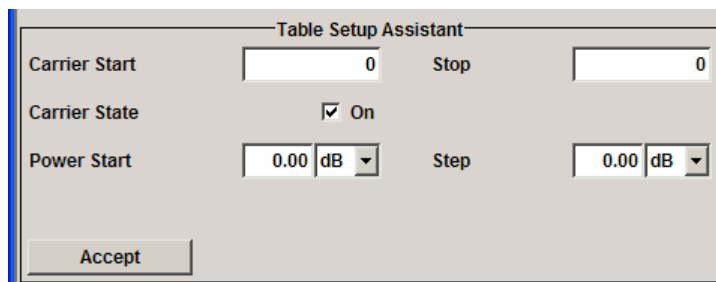 Table Setup Assistant
Carrier Start 0 Stop 0
Carrier State On
Power Start 0.00 dB Step 0.00 dB
Accept